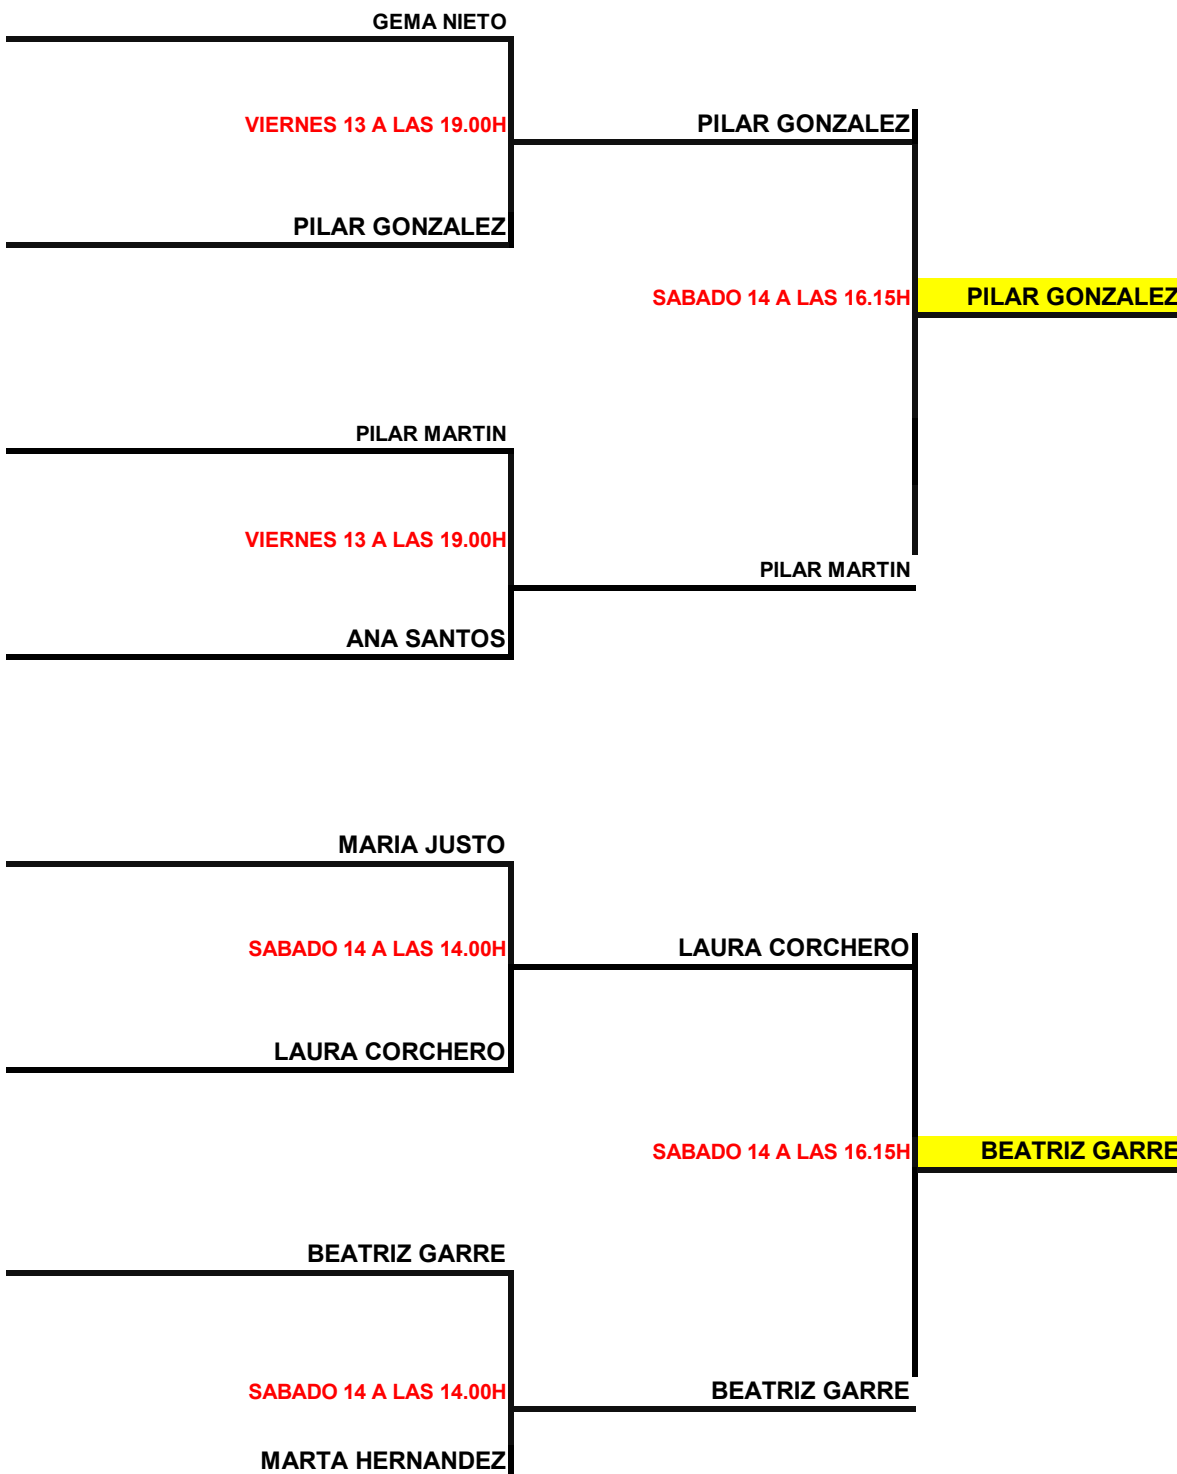 GEMA NIETO
VIERNES 13 A LAS 19.00H
PILAR GONZALEZ
PILAR GONZALEZ
SABADO 14 A LAS 16.15H
PILAR GONZALEZ
PILAR MARTIN
VIERNES 13 A LAS 19.00H
PILAR MARTIN
ANA SANTOS
MARIA JUSTO
SABADO 14 A LAS 14.00H
LAURA CORCHERO
LAURA CORCHERO
SABADO 14 A LAS 16.15H
BEATRIZ GARRE
BEATRIZ GARRE
SABADO 14 A LAS 14.00H
BEATRIZ GARRE
MARTA HERNANDEZ